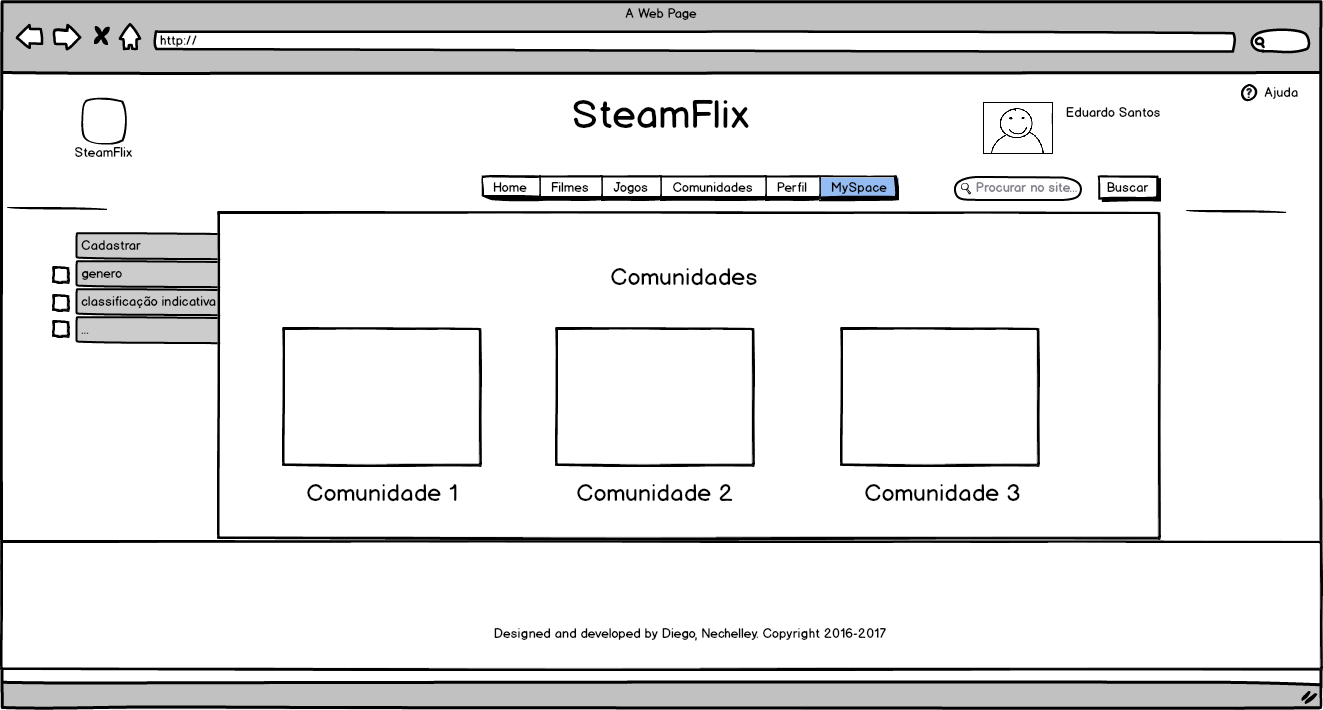 A Web Page
http://
Ajuda
SteamFlix
Eduardo Santos
SteamFlix
Home Filmes Jogos Comunidades Perfil MySpace
Procurar no site... Buscar
Cadastrar
genero
classificação indicativa
...
Comunidades
Comunidade 1 Comunidade 2 Comunidade 3
Designed and developed by Diego, Nechelley. Copyright 2016-2017